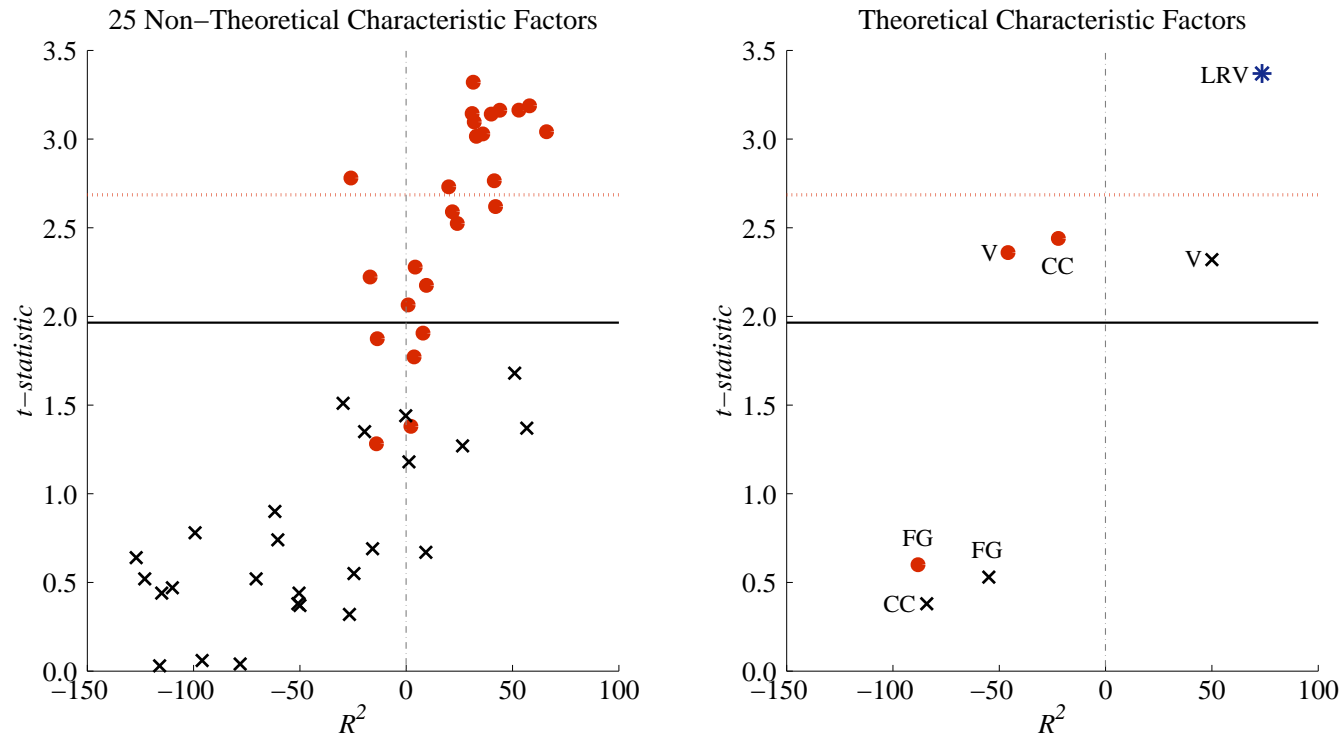 25 Non−Theoretical Characteristic Factors
3.5
3.0
2.5
2.0
1.5
1.0
0.5
0.0
t−statistic
−150
−100
−50
0
50
100
R²
Theoretical Characteristic Factors
3.5
3.0
2.5
2.0
1.5
1.0
0.5
0.0
t−statistic
LRV
V
CC
V
FG
FG
CC
−150
−100
−50
0
50
100
R²